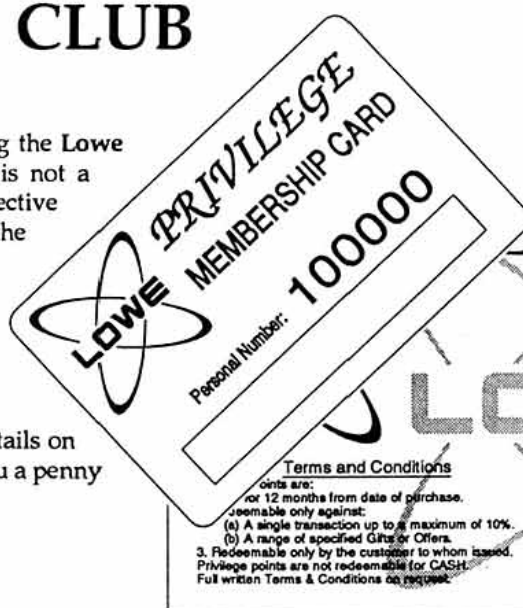 CLUB
g the Lowe
is not a
ective
he
tails on
u a penny
PRIVILEGE
MEMBERSHIP CARD
LOWE
Personal Number: 100000
LO
Terms and Conditions
oints are:
for 12 months from date of purchase.
eemable only against:
(a) A single transaction up to a maximum of 10%.
(b) A range of specified Gifts or Offers.
3. Redeemable only by the customer to whom issued.
Privilege points are not redeemable for CASH.
Full written Terms & Conditions on request.